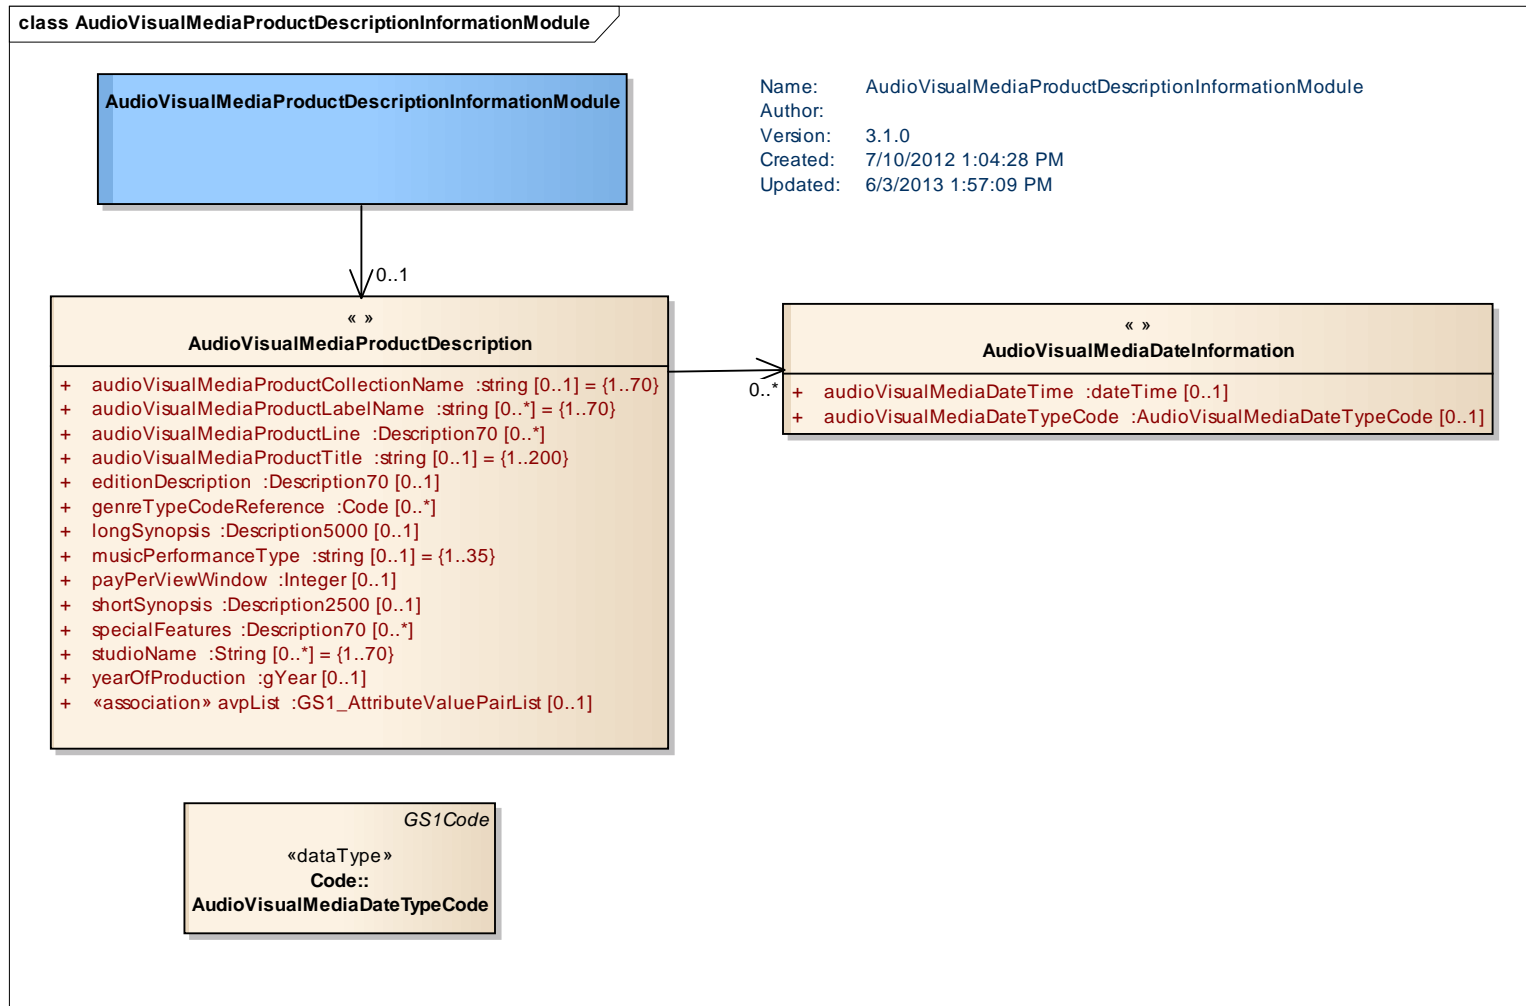 class AudioVisualMediaProductDescriptionInformationModule
AudioVisualMediaProductDescriptionInformationModule
Name: AudioVisualMediaProductDescriptionInformationModule
Author:
Version: 3.1.0
Created: 7/10/2012 1:04:28 PM
Updated: 6/3/2013 1:57:09 PM
0..1
« »
AudioVisualMediaProductDescription
+ audioVisualMediaProductCollectionName :string [0..1] = {1..70}
+ audioVisualMediaProductLabelName :string [0..*] = {1..70}
+ audioVisualMediaProductLine :Description70 [0..*]
+ audioVisualMediaProductTitle :string [0..1] = {1..200}
+ editionDescription :Description70 [0..1]
+ genreTypeCodeReference :Code [0..*]
+ longSynopsis :Description5000 [0..1]
+ musicPerformanceType :string [0..1] = {1..35}
+ payPerViewWindow :Integer [0..1]
+ shortSynopsis :Description2500 [0..1]
+ specialFeatures :Description70 [0..*]
+ studioName :String [0..*] = {1..70}
+ yearOfProduction :gYear [0..1]
+ «association» avpList :GS1_AttributeValuePairList [0..1]
0..*
« »
AudioVisualMediaDateInformation
+ audioVisualMediaDateTime :dateTime [0..1]
+ audioVisualMediaDateTypeCode :AudioVisualMediaDateTypeCode [0..1]
GS1Code
«dataType»
Code::
AudioVisualMediaDateTypeCode